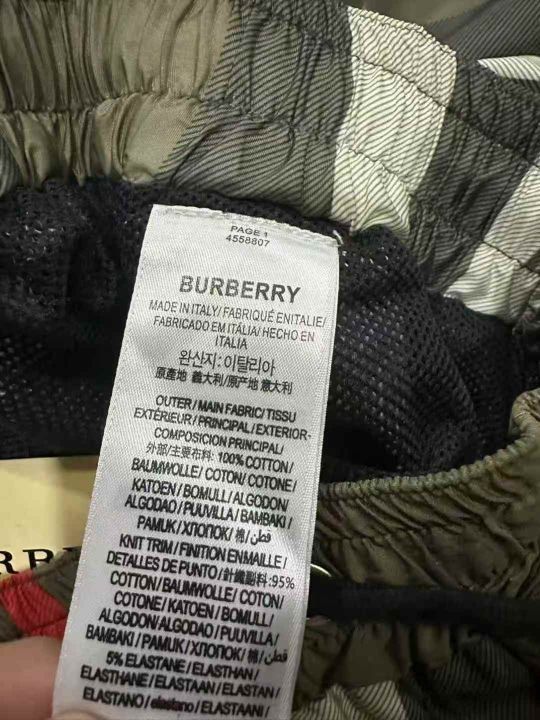 PAGE 1
4558807
BURBERRY
MADE IN ITALY/ FABRIQUÉ EN ITALIE/
FABRICADO EM ITÁLIA/ HECHO EN
ITALIA
완산지: 이탈리아
原產地 義大利/原产地 意大利
OUTER / MAIN FABRIC/ TISSU
EXTÉRIEUR / PRINCIPAL / EXTERIOR-
COMPOSICION PRINCIPAL/
外部/主要布料: 100% COTTON/
BAUMWOLLE/ COTON/ COTONE/
KATOEN / BOMULL / ALGODON/
ALGODAO / PUUVILLA / BAMBAKI /
PAMUK / ΧΠΟΠΟΚ / 棉/ قطن/
KNIT TRIM / FINITION EN MAILLE /
DETALLES DE PUNTO / 針織副料: 95%
COTTON/ BAUMWOLLE / COTON/
COTONE/ KATOEN / BOMULL /
ALGODON/ALGODAO / PUUVILLA /
BAMBAKI / PAMUK / ΧΠΟΠΟΚ / 棉/ قطن/
5% ELASTANE / ELASTHAN /
ELASTHANE / ELASTAAN / ELASTAN /
ELASTANO / elastano / ELASTAANI /